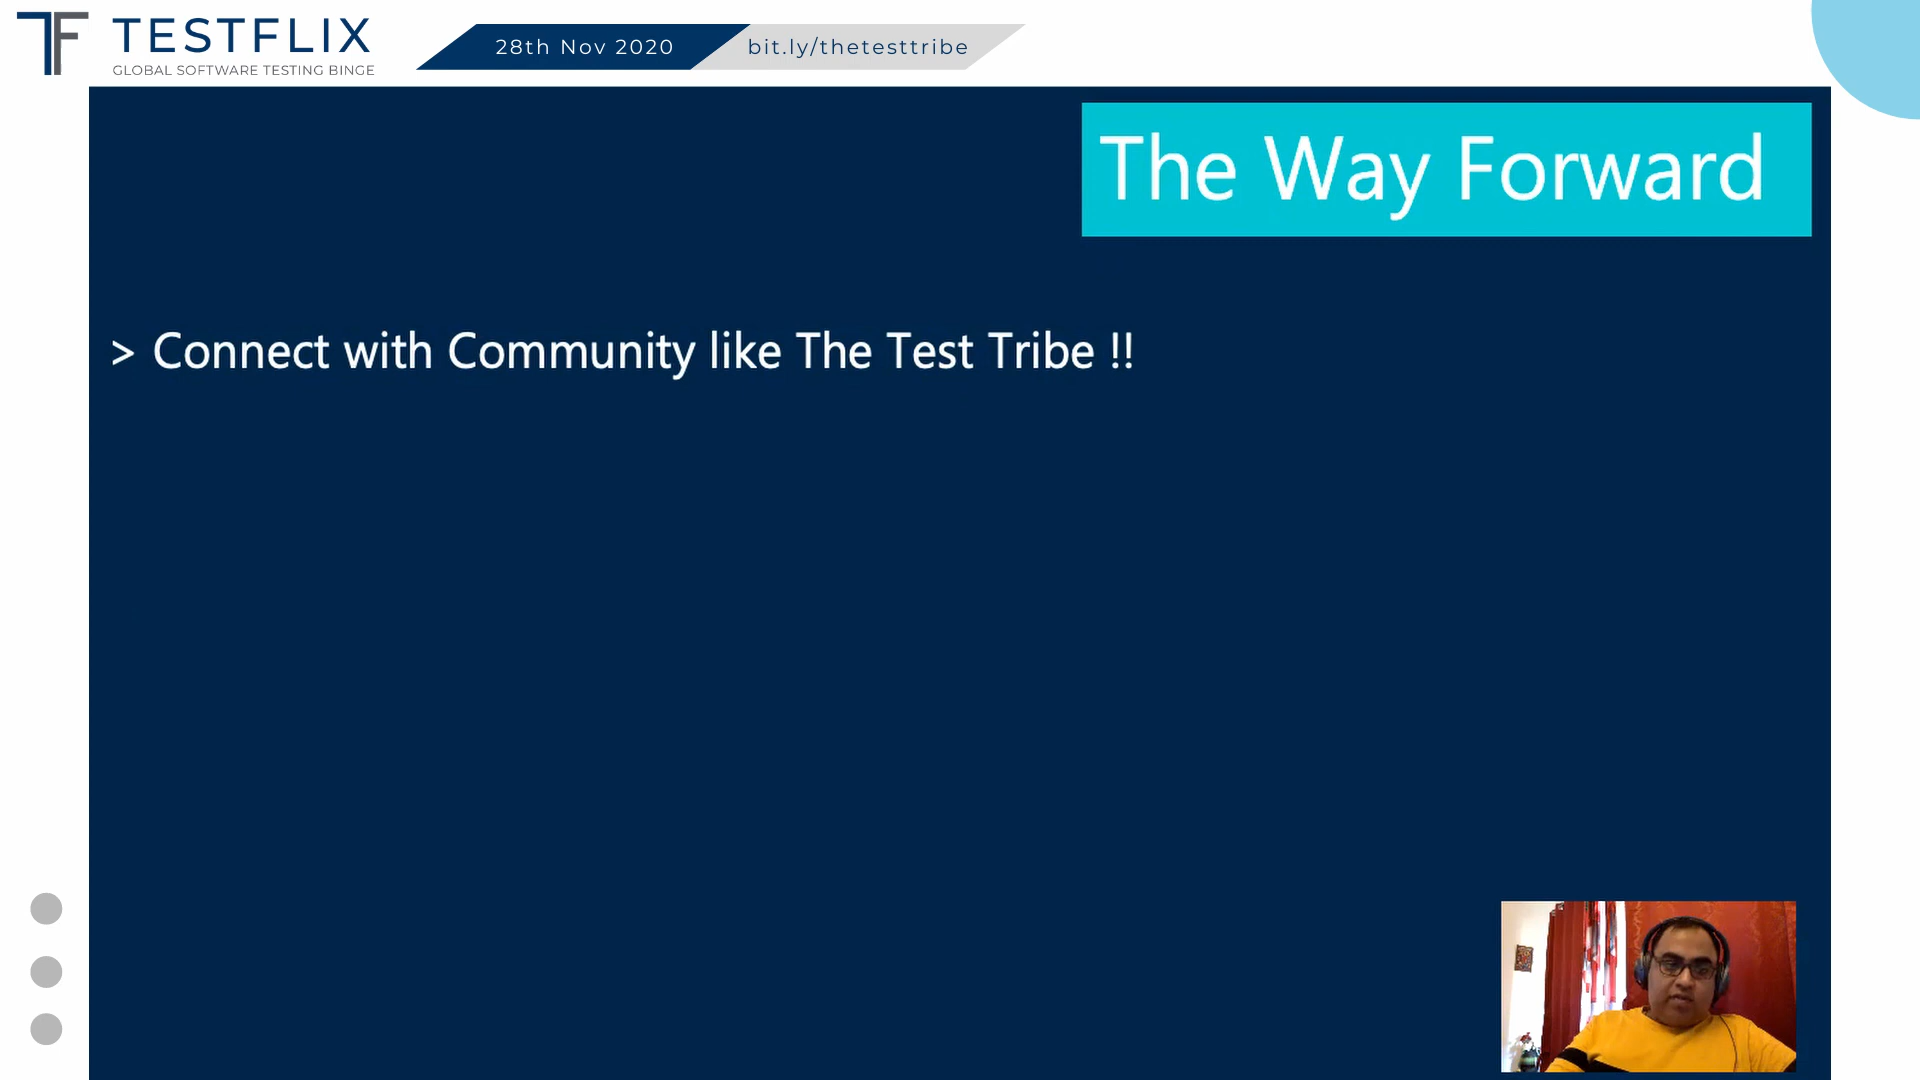 TF TESTFLIX
GLOBAL SOFTWARE TESTING BINGE
28th Nov 2020
bit.ly/thetesttribe
The Way Forward
> Connect with Community like The Test Tribe !!